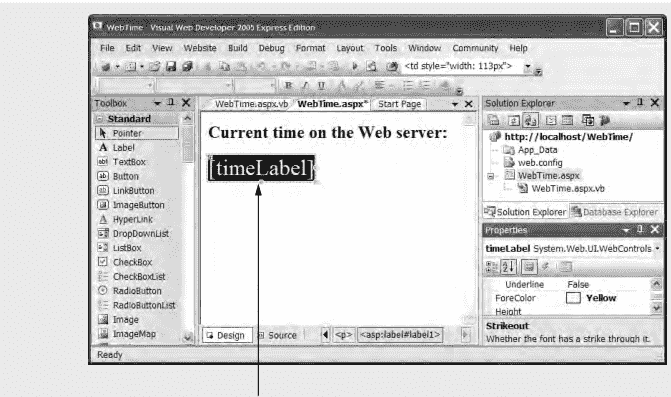 WebTime - Visual Web Developer 2005 Express Edition
File Edit View Website Build Debug Format Layout Tools Window Community Help
<td style="width: 113px">
B I U A
Toolbox
WebTime.aspx.vb WebTime.aspx* Start Page
Solution Explorer
Standard
Pointer
A Label
abl TextBox
ab Button
ab LinkButton
ImageButton
A HyperLink
DropDownList
ListBox
CheckBox
CheckBoxList
RadioButton
RadioButtonList
Image
ImageMap
Current time on the Web server:
[timeLabel]
Design Source <p> <asp:label#label1>
http://localhost/WebTime/
App_Data
web.config
WebTime.aspx
WebTime.aspx.vb
Solution Explorer Database Explorer
Properties
timeLabel System.Web.UI.WebControls
Underline False
ForeColor Yellow
Height
Strikeout
Whether the font has a strike through it.
Ready